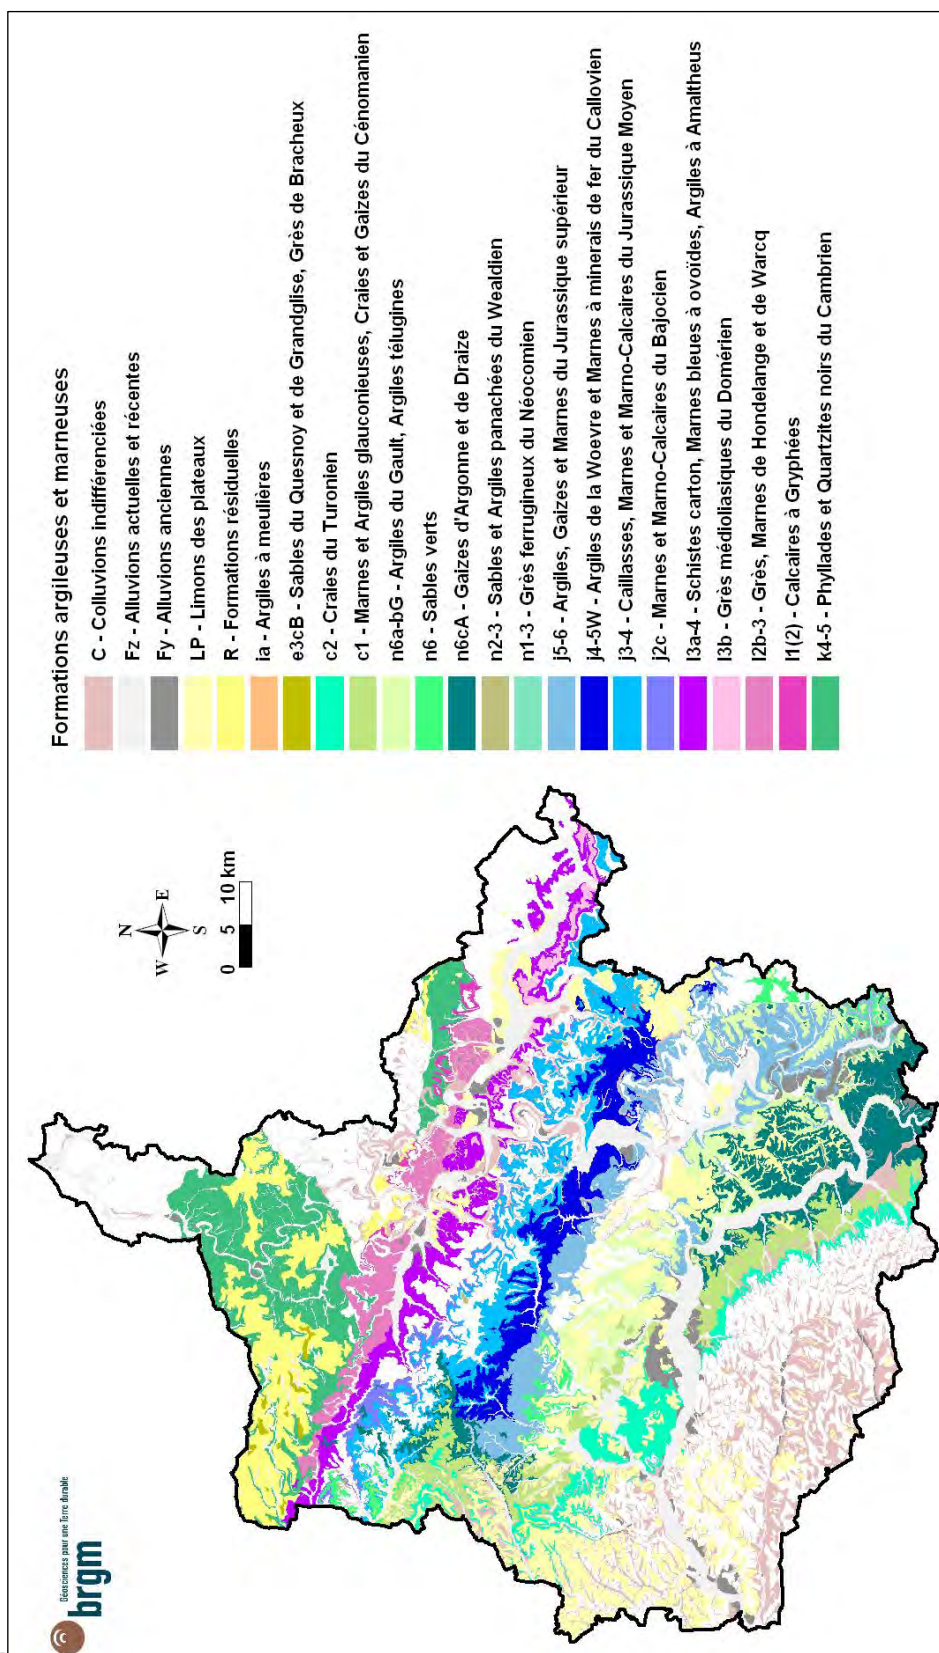 Géosciences pour une Terre durable
brgm
N
W E
S
0 5 10 km
Formations argileuses et marneuses
C - Colluvions indifférenciées
Fz - Alluvions actuelles et récentes
Fy - Alluvions anciennes
LP - Limons des plateaux
R - Formations résiduelles
ia - Argiles à meulières
e3cB - Sables du Quesnoy et de Grandglise, Grès de Bracheux
c2 - Craies du Turonien
c1 - Marnes et Argiles glauconieuses, Craies et Gaizes du Cénomanien
n6a-bG - Argiles du Gault, Argiles télugines
n6 - Sables verts
n6cA - Gaizes d'Argonne et de Draize
n2-3 - Sables et Argiles panachées du Wealdien
n1-3 - Grès ferrugineux du Néocomien
j5-6 - Argiles, Gaizes et Marnes du Jurassique supérieur
j4-5W - Argiles de la Woevre et Marnes à minerais de fer du Callovien
j3-4 - Caillasses, Marnes et Marno-Calcaires du Jurassique Moyen
j2c - Marnes et Marno-Calcaires du Bajocien
l3a-4 - Schistes carton, Marnes bleues à ovoïdes, Argiles à Amaltheus
l3b - Grès médioliasiques du Domérien
l2b-3 - Grès, Marnes de Hondelange et de Warcq
l1(2) - Calcaires à Gryphées
k4-5 - Phyllades et Quartzites noirs du Cambrien